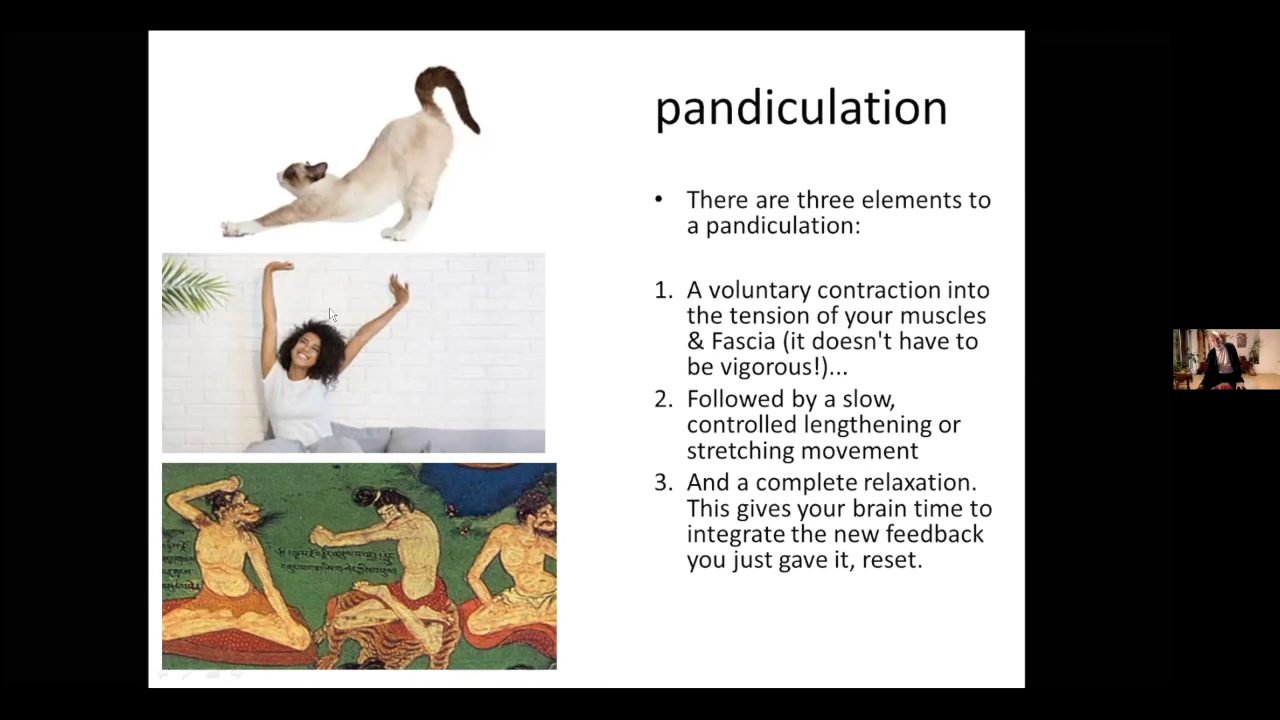 pandiculation
• There are three elements to
a pandiculation:
1. A voluntary contraction into
the tension of your muscles
& Fascia (it doesn't have to
be vigorous!)...
2. Followed by a slow,
controlled lengthening or
stretching movement
3. And a complete relaxation.
This gives your brain time to
integrate the new feedback
you just gave it, reset.